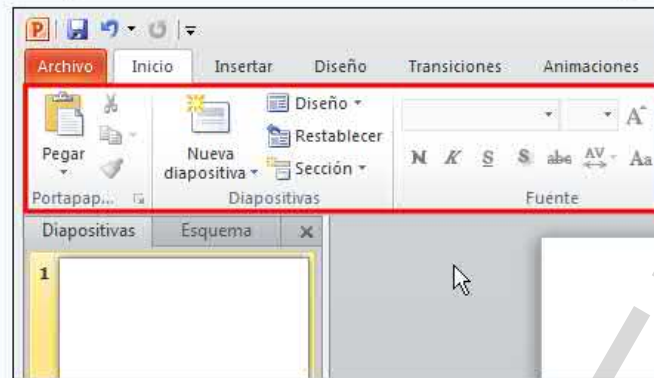 P
Archivo Inicio Insertar Diseño Transiciones Animaciones
Diseño
Restablecer
Pegar Nueva diapositiva Sección
N K S S abc AV Aa A
Portapap... Diapositivas Fuente
Diapositivas Esquema
1